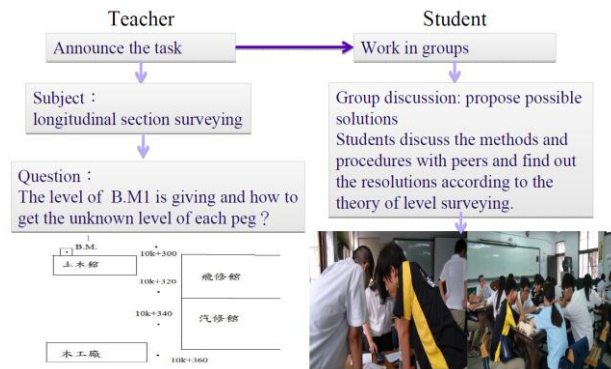 Teacher
Student
Announce the task
Work in groups
Subject：
longitudinal section surveying
Group discussion: propose possible
solutions
Students discuss the methods and
procedures with peers and find out
the resolutions according to the
theory of level surveying.
Question：
The level of B.M1 is giving and how to
get the unknown level of each peg？
1
B.M.
土木館
10k+300
飛修館
10k+320
10k+340
汽修館
木工廠
10k+360